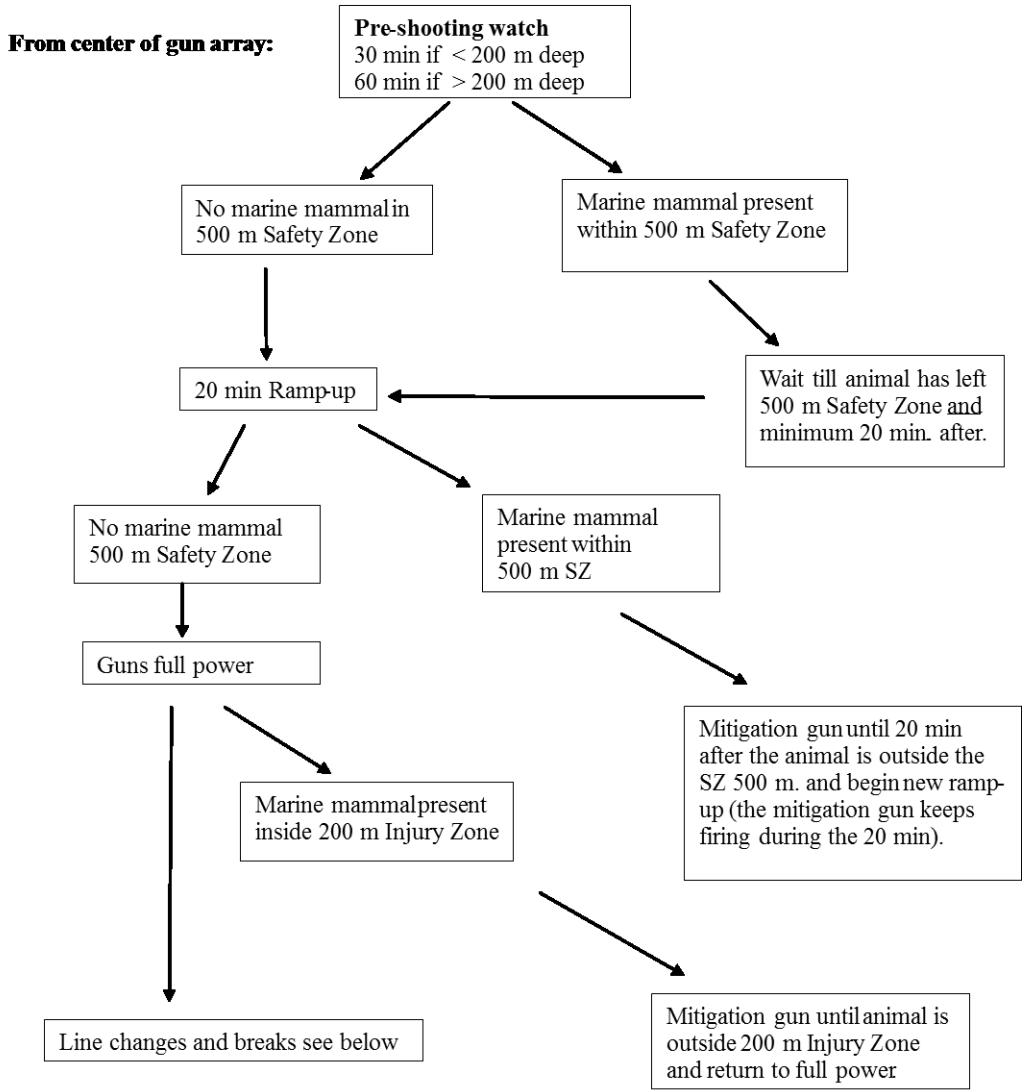 From center of gun array:
Pre-shooting watch
30 min if < 200 m deep
60 min if > 200 m deep
No marine mammal in
500 m Safety Zone
Marine mammal present
within 500 m Safety Zone
20 min Ramp-up
Wait till animal has left
500 m Safety Zone and
minimum 20 min. after.
No marine mammal
500 m Safety Zone
Marine mammal
present within
500 m SZ
Guns full power
Mitigation gun until 20 min
after the animal is outside the
SZ 500 m. and begin new ramp-
up (the mitigation gun keeps
firing during the 20 min).
Marine mammal present
inside 200 m Injury Zone
Line changes and breaks see below
Mitigation gun until animal is
outside 200 m Injury Zone
and return to full power